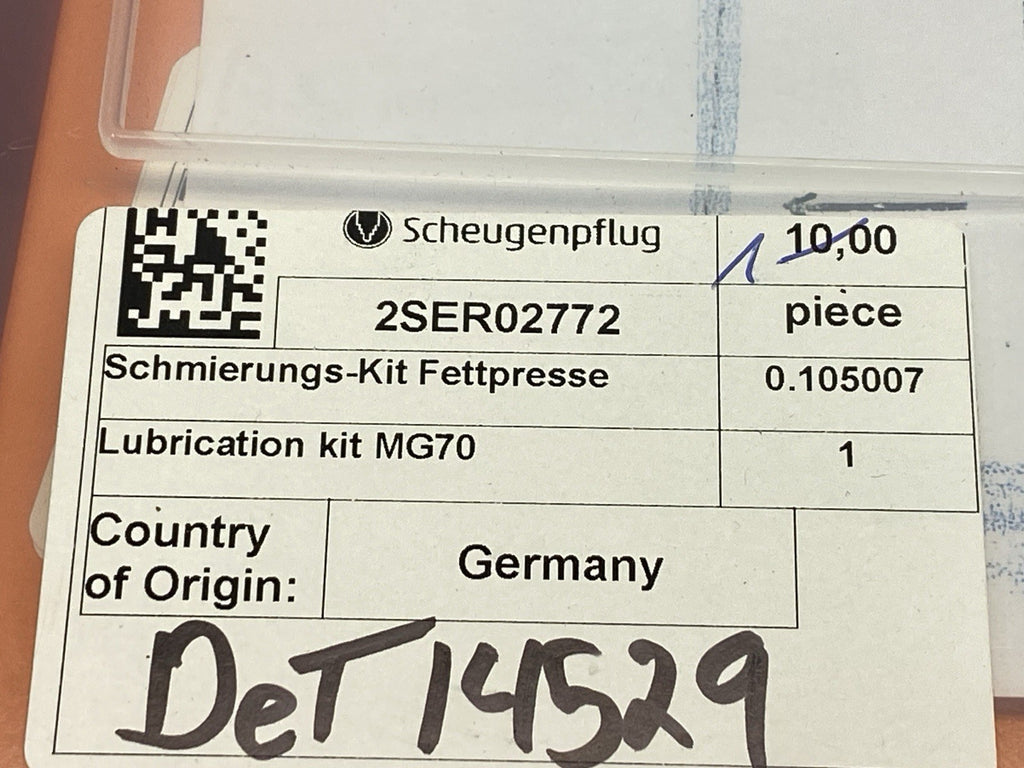 Scheugenpflug
1 10,00
2SER02772
piece
Schmierungs-Kit Fettpresse
0.105007
Lubrication kit MG70
1
Country
of Origin:
Germany
DeT 14529